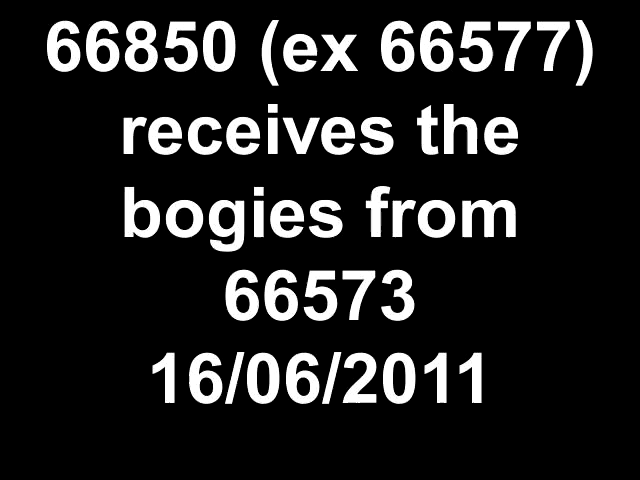 66850 (ex 66577)
receives the
bogies from
66573
16/06/2011